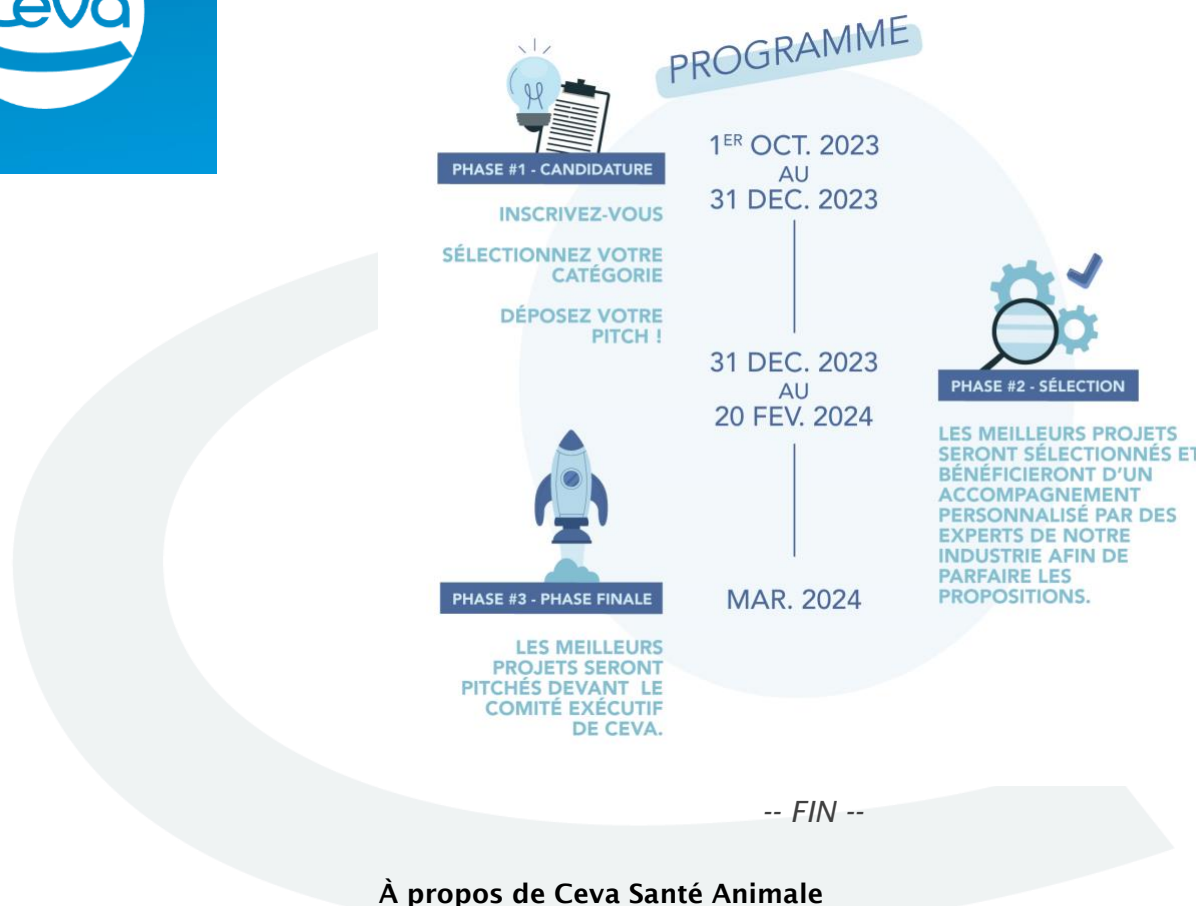 Ceva
PROGRAMME
PHASE #1 - CANDIDATURE
INSCRIVEZ-VOUS
SÉLECTIONNEZ VOTRE
CATÉGORIE
DÉPOSEZ VOTRE
PITCH !
1ER OCT. 2023
AU
31 DEC. 2023
31 DEC. 2023
AU
20 FEV. 2024
PHASE #2 - SÉLECTION
LES MEILLEURS PROJETS
SERONT SÉLECTIONNÉS ET
BÉNÉFICIERONT D'UN
ACCOMPAGNEMENT
PERSONNALISÉ PAR DES
EXPERTS DE NOTRE
INDUSTRIE AFIN DE
PARFAIRE LES
PROPOSITIONS.
PHASE #3 - PHASE FINALE
MAR. 2024
LES MEILLEURS
PROJETS SERONT
PITCHÉS DEVANT LE
COMITÉ EXÉCUTIF
DE CEVA.
-- FIN --
À propos de Ceva Santé Animale